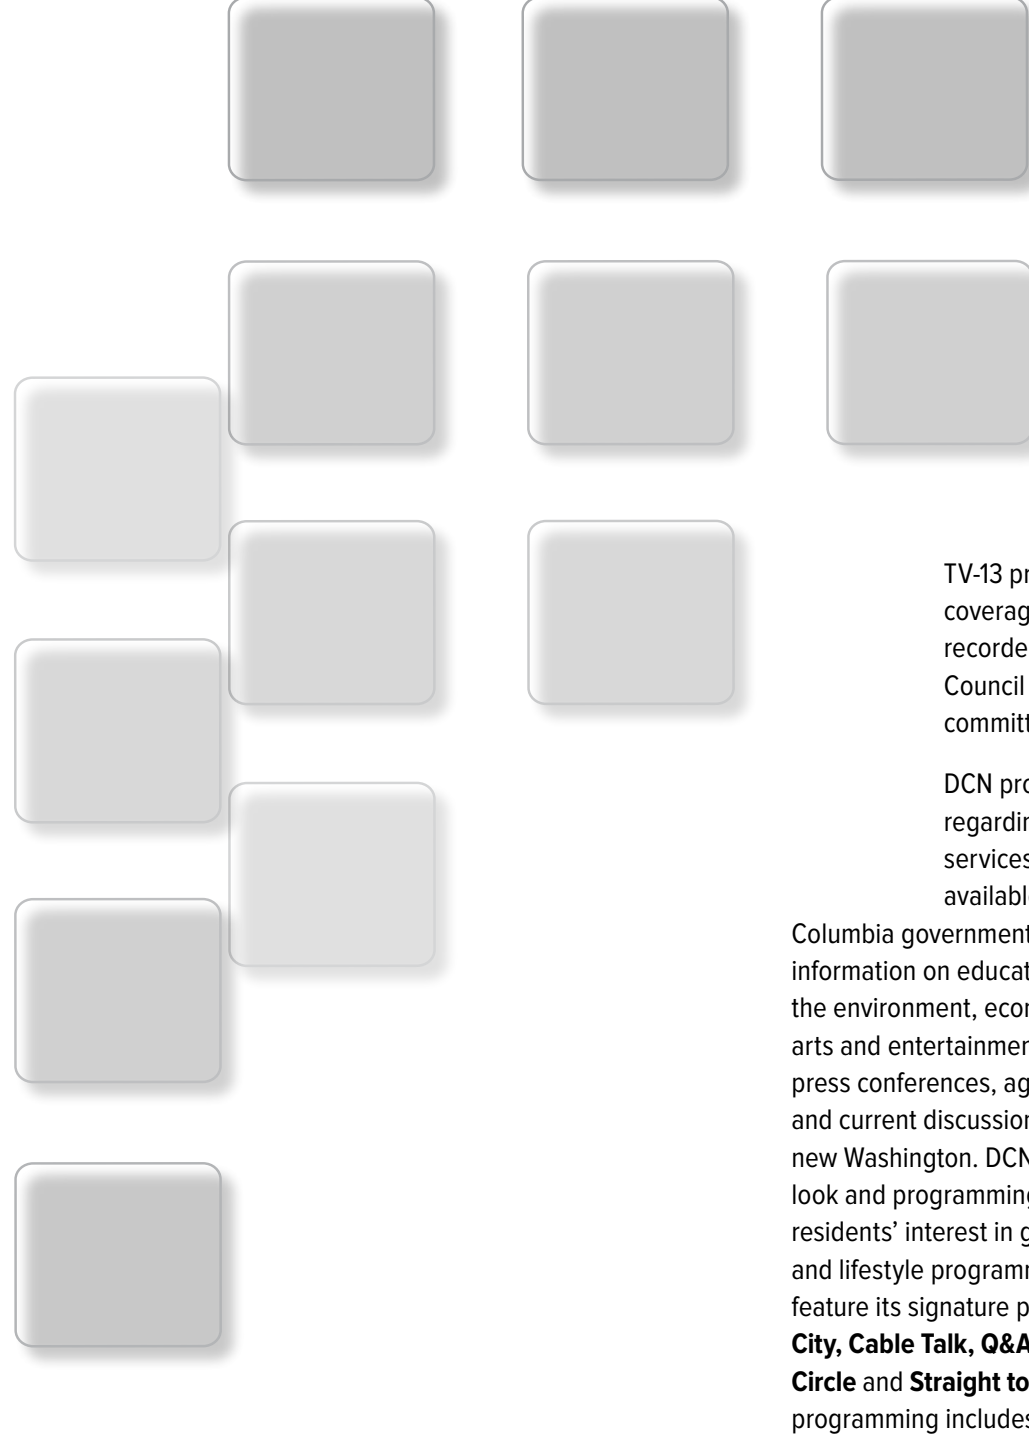 TV-13 pr
coverag
recorde
Council
committ
DCN pro
regardin
services
availabl
Columbia government
information on educat
the environment, econ
arts and entertainmen
press conferences, ag
and current discussion
new Washington. DCN
look and programming
residents’ interest in g
and lifestyle programm
feature its signature p
City, Cable Talk, Q&A
Circle and Straight to
programming includes